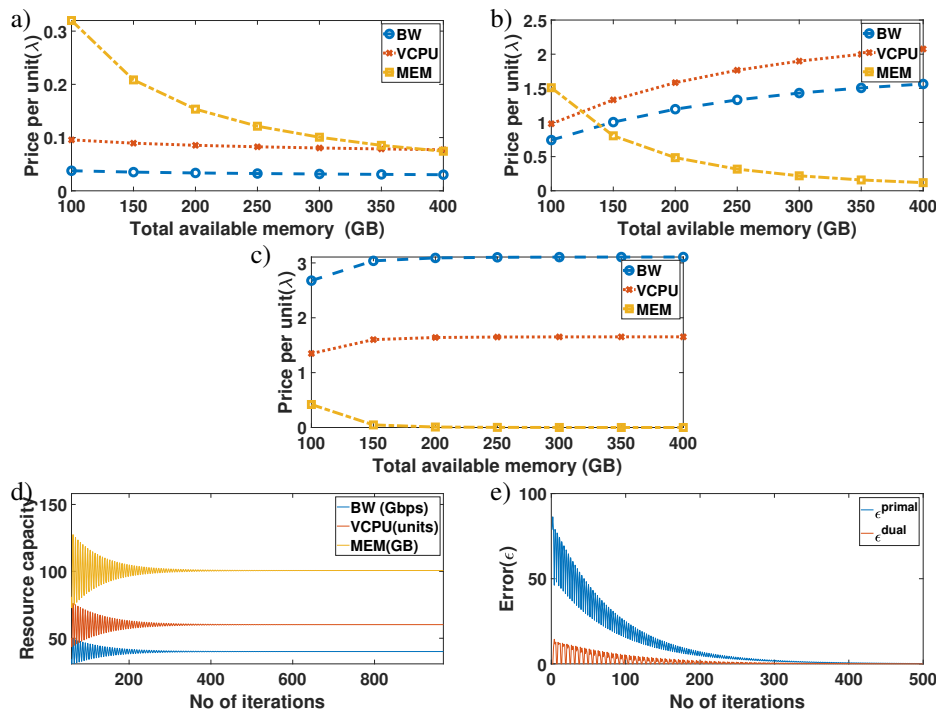 a)
0.3
0.2
0.1
0
Price per unit(λ)
BW
VCPU
MEM
100 150 200 250 300 350 400
Total available memory (GB)
b)
2.5
2
1.5
1
0.5
0
Price per unit(λ)
BW
VCPU
MEM
100 150 200 250 300 350 400
Total avilable memory (GB)
c)
3
2
1
0
Price per unit(λ)
BW
VCPU
MEM
100 150 200 250 300 350 400
Total available memory (GB)
d)
150
100
50
Resource capacity
BW (Gbps)
VCPU(units)
MEM(GB)
200 400 600 800
No of iterations
e)
100
50
0
Error(ϵ)
ϵprimal
ϵdual
0 100 200 300 400 500
No of iterations